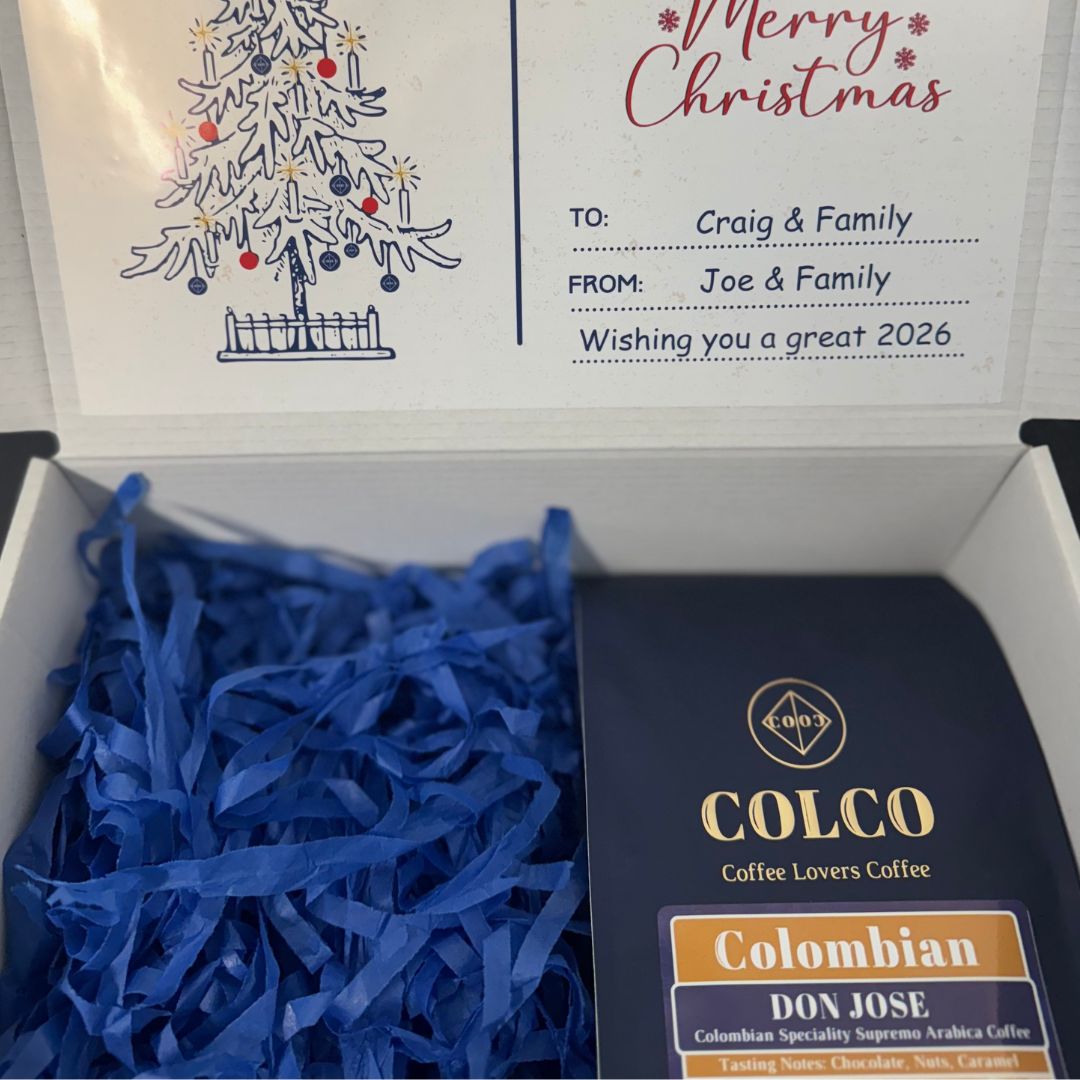 Merry
Christmas
TO: Craig & Family
FROM: Joe & Family
Wishing you a great 2026
COLCO
Coffee Lovers Coffee
Colombian
DON JOSE
Colombian Speciality Supremo Arabica Coffee
Tasting Notes: Chocolate, Nuts, Caramel